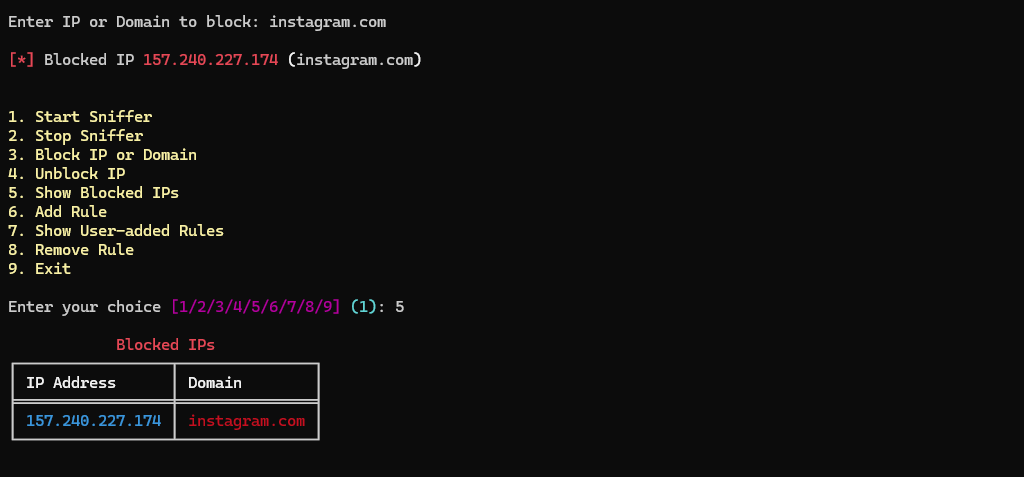 Enter IP or Domain to block: instagram.com
[*] Blocked IP 157.240.227.174 (instagram.com)
1. Start Sniffer
2. Stop Sniffer
3. Block IP or Domain
4. Unblock IP
5. Show Blocked IPs
6. Add Rule
7. Show User-added Rules
8. Remove Rule
9. Exit
Enter your choice [1/2/3/4/5/6/7/8/9] (1): 5
Blocked IPs
IP Address Domain
157.240.227.174 instagram.com